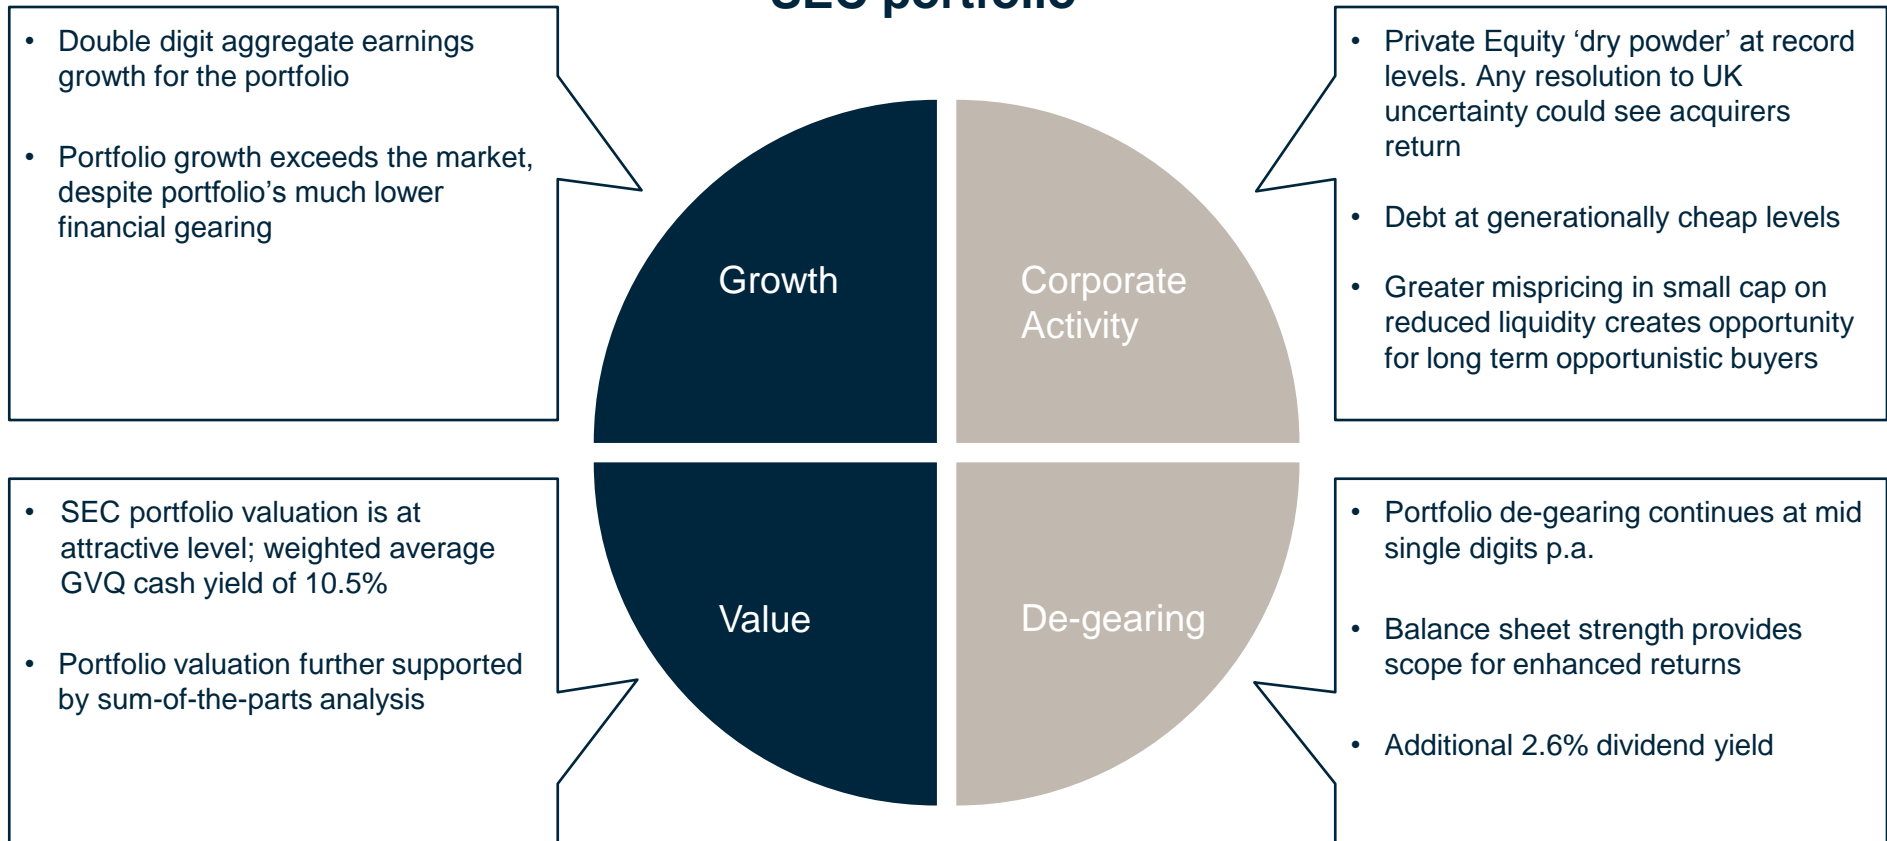 SEC portfolio
• Double digit aggregate earnings
growth for the portfolio
• Portfolio growth exceeds the market,
despite portfolio’s much lower
financial gearing
• Private Equity ‘dry powder’ at record
levels. Any resolution to UK
uncertainty could see acquirers
return
• Debt at generationally cheap levels
• Greater mispricing in small cap on
reduced liquidity creates opportunity
for long term opportunistic buyers
Growth
Corporate
Activity
• SEC portfolio valuation is at
attractive level; weighted average
GVQ cash yield of 10.5%
• Portfolio valuation further supported
by sum-of-the-parts analysis
Value
De-gearing
• Portfolio de-gearing continues at mid
single digits p.a.
• Balance sheet strength provides
scope for enhanced returns
• Additional 2.6% dividend yield